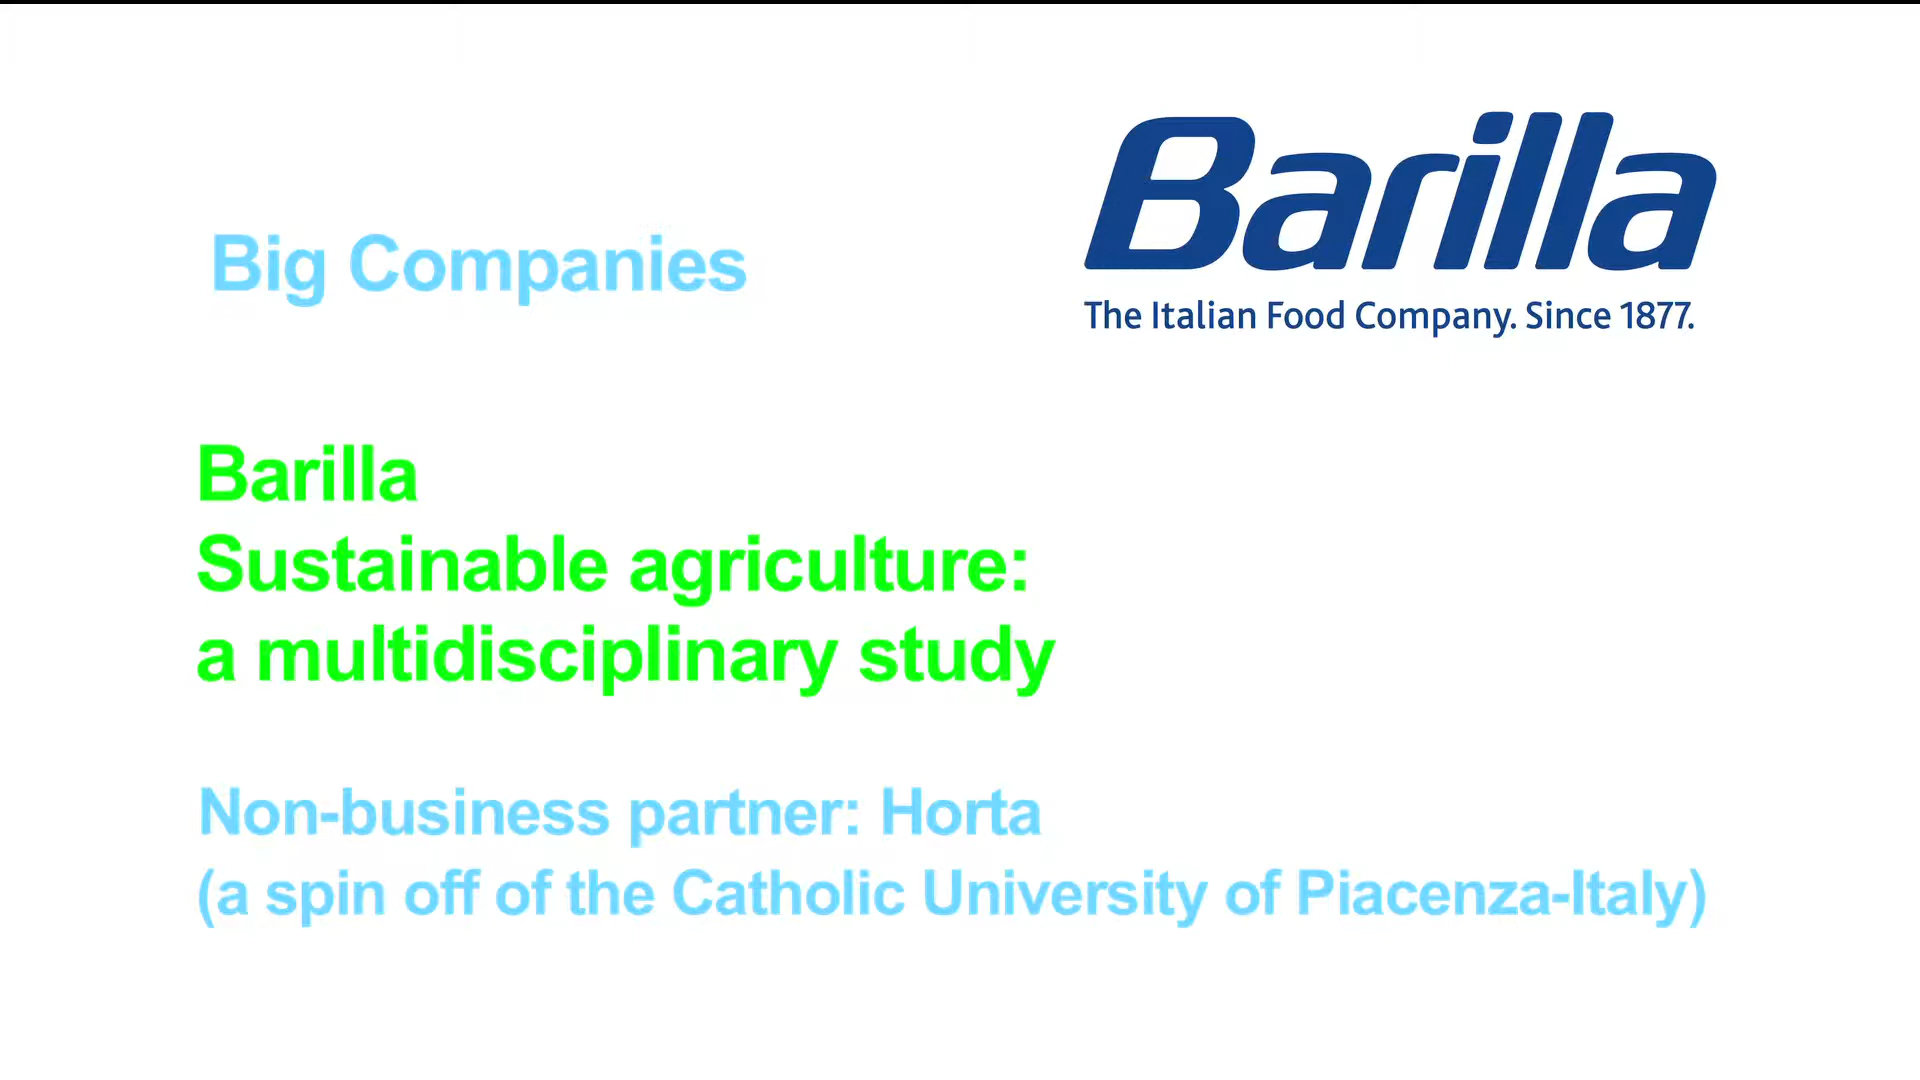 Big Companies
Barilla
The Italian Food Company. Since 1877.
Barilla
Sustainable agriculture:
a multidisciplinary study
Non-business partner: Horta
(a spin off of the Catholic University of Piacenza-Italy)